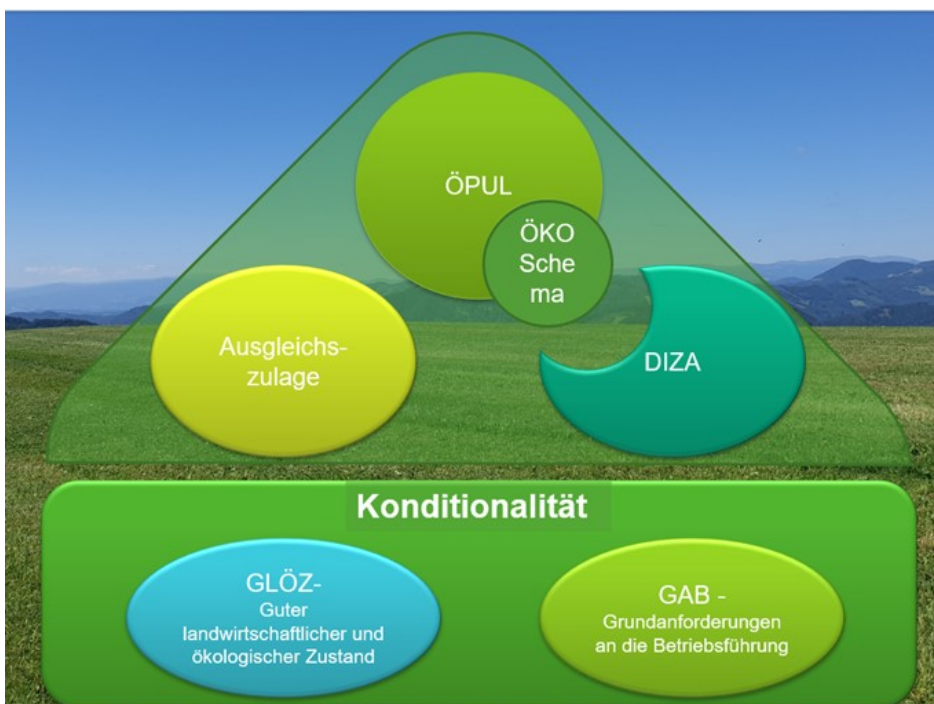 ÖPUL
ÖKO
Sche
ma
Ausgleichs-
zulage
DIZA
Konditionalität
GLÖZ-
Guter
landwirtschaftlicher und
ökologischer Zustand
GAB -
Grundanforderungen
an die Betriebsführung